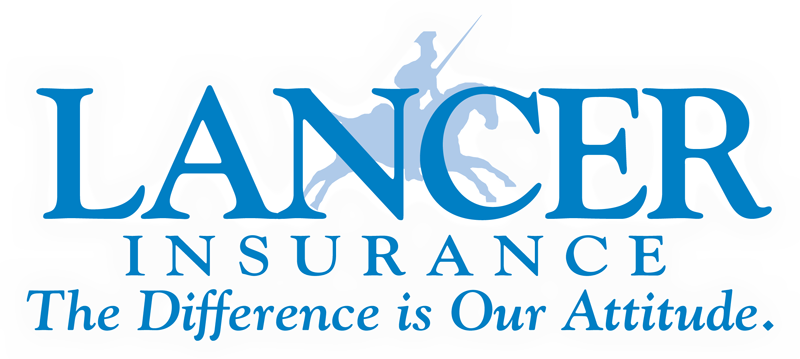 LANCER
INSURANCE
The Difference is Our Attitude.